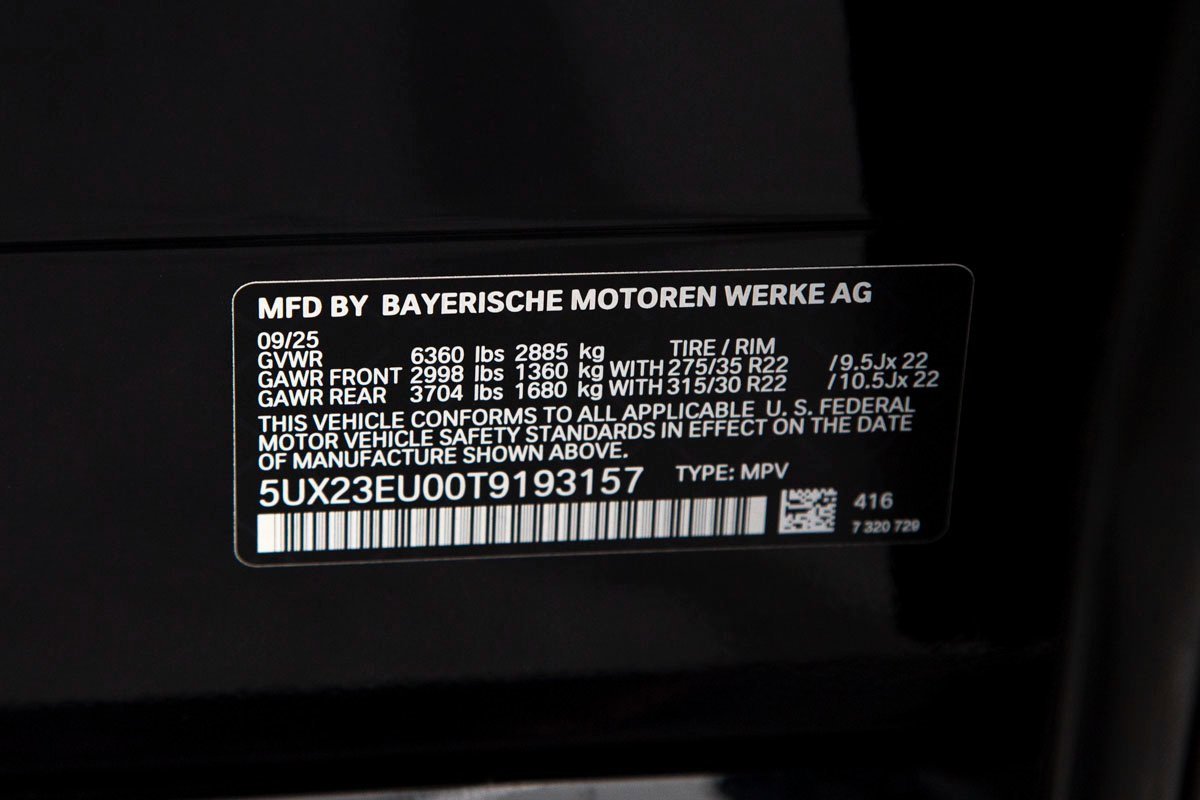 MFD BY BAYERISCHE MOTOREN WERKE AG
09/25
TIRE / RIM
GVWR 6360 lbs 2885 kg
GAWR FRONT 2998 lbs 1360 kg WITH 275/35 R22 /9.5Jx 22
GAWR REAR 3704 lbs 1680 kg WITH 315/30 R22 /10.5Jx 22
THIS VEHICLE CONFORMS TO ALL APPLICABLE U. S. FEDERAL
MOTOR VEHICLE SAFETY STANDARDS IN EFFECT ON THE DATE
OF MANUFACTURE SHOWN ABOVE.
5UX23EU00T9193157 TYPE: MPV
416
7 320 729